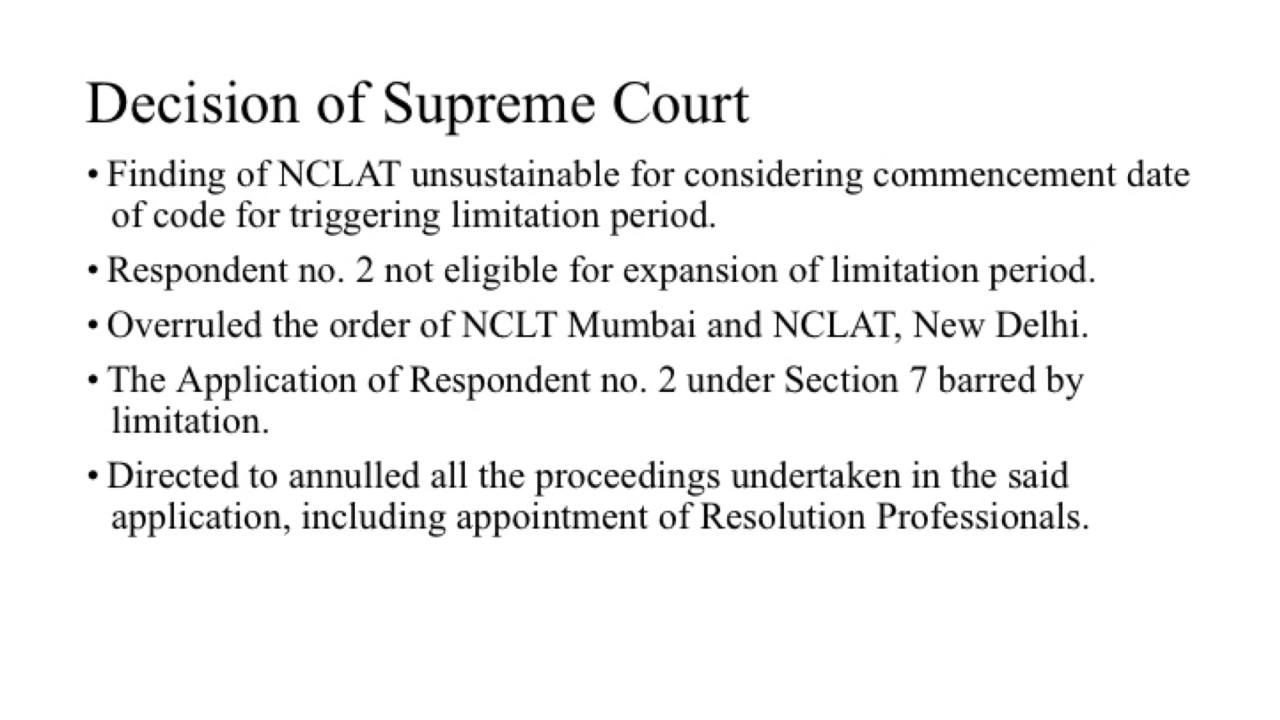 Decision of Supreme Court
• Finding of NCLAT unsustainable for considering commencement date
of code for triggering limitation period.
• Respondent no. 2 not eligible for expansion of limitation period.
• Overruled the order of NCLT Mumbai and NCLAT, New Delhi.
• The Application of Respondent no. 2 under Section 7 barred by
limitation.
• Directed to annulled all the proceedings undertaken in the said
application, including appointment of Resolution Professionals.